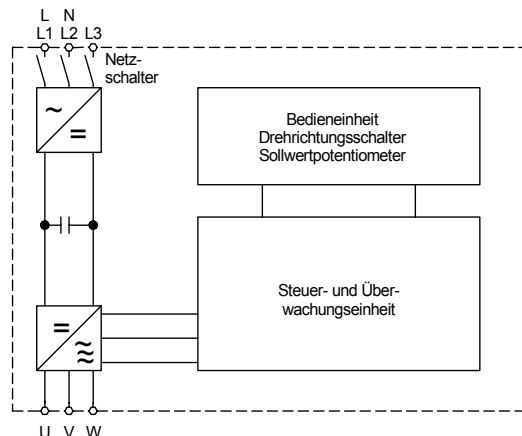 L N
L1 L2 L3
Netz-
schalter
~
=
Bedieneinheit
Drehrichtungsschalter
Sollwertpotentiometer
Steuer- und Über-
wachungseinheit
=
≈
~
U V W